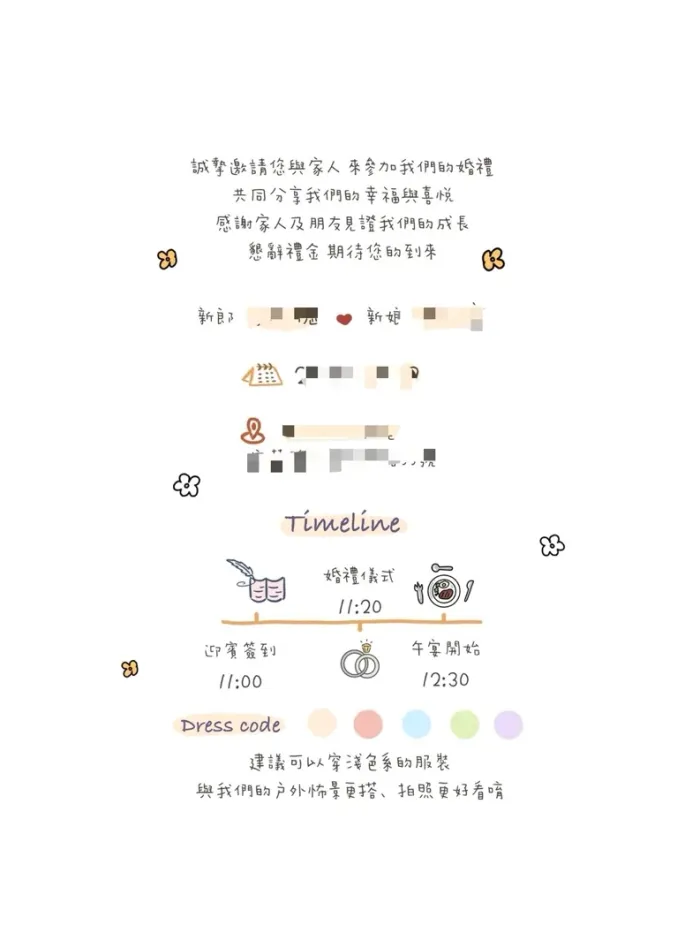 誠摯邀請您與家人 來參加我們的婚禮
共同分享我們的幸福與喜悅
感謝家人及朋友見證我們的成長
懇辭禮金 期待您的到來
新郎 ❤ 新娘
號
Timeline
婚禮儀式
11:20
迎賓簽到
11:00
午宴開始
12:30
Dress code
建議可以穿淺色系的服裝
與我們的戶外佈景更搭、拍照更好看唷